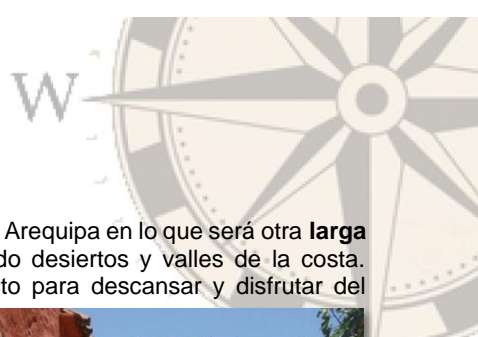 W
Arequipa en lo que será otra larga
do desiertos y valles de la costa.
to para descansar y disfrutar del